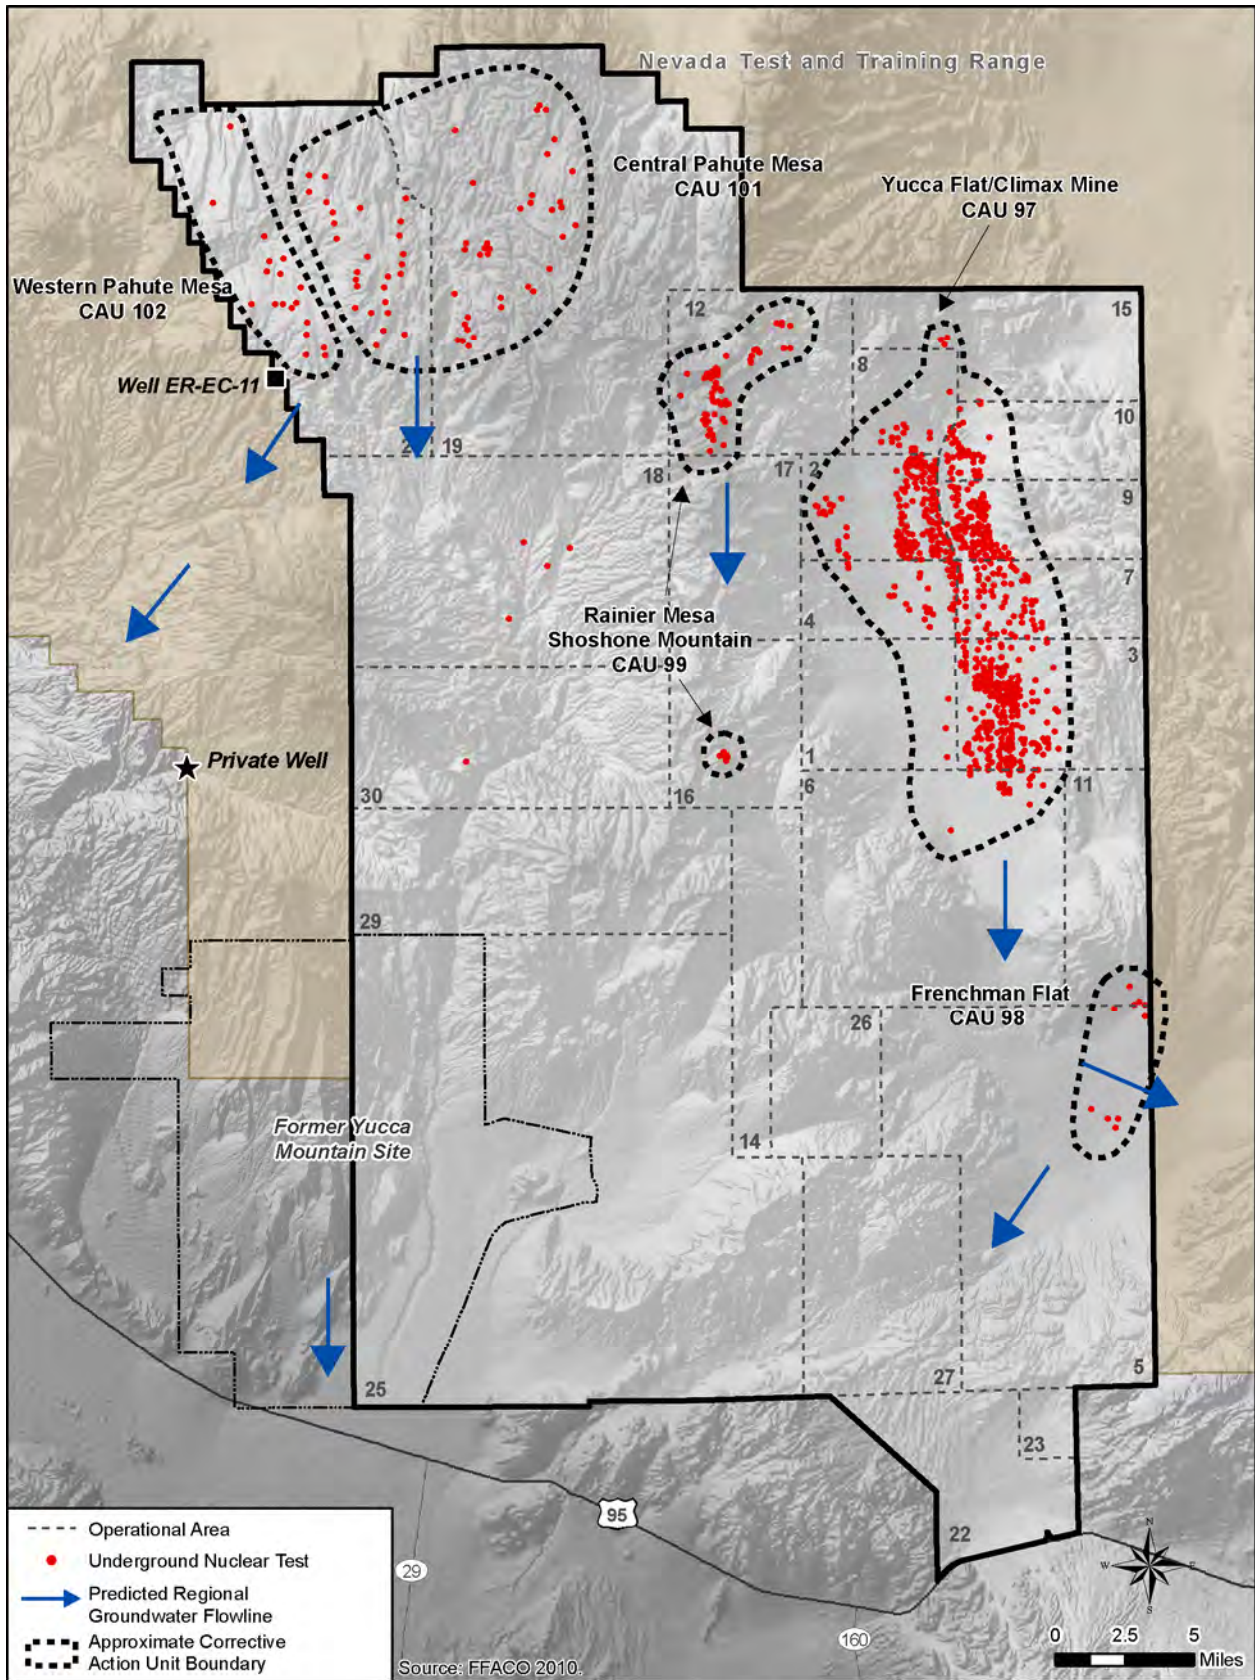 Nevada Test and Training Range
Central Pahute Mesa
CAU 101
Yucca Flat/Climax Mine
CAU 97
Western Pahute Mesa
CAU 102
12
15
8
Well ER-EC-11
10
19
18
17
2
9
7
Rainier Mesa
Shoshone Mountain
CAU 99
4
3
Private Well
1
6
11
30
16
29
Frenchman Flat
CAU 98
26
Former Yucca
Mountain Site
14
25
27
5
23
22
95
29
160
Operational Area
Underground Nuclear Test
Predicted Regional
Groundwater Flowline
Approximate Corrective
Action Unit Boundary
Source: FFACO 2010.
N
W
E
S
0 2.5 5
Miles